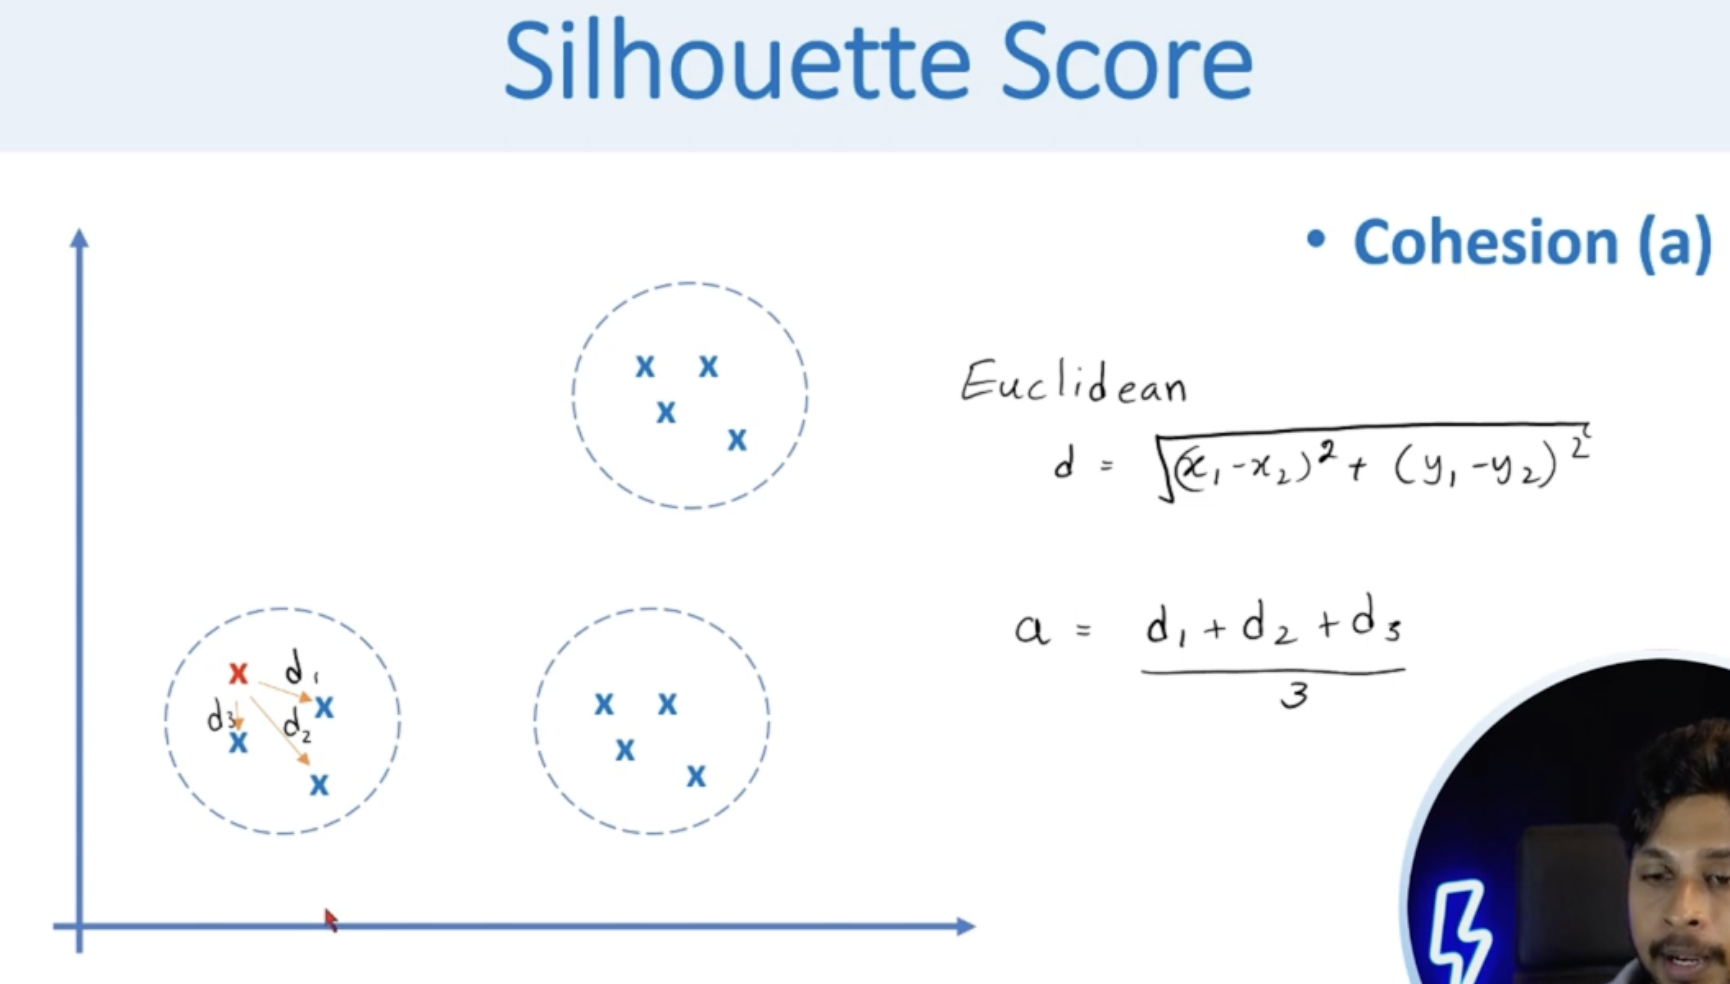 Silhouette Score
• Cohesion (a)
Euclidean
d = √(x₁-x₂)² + (y₁-y₂)²
a = d₁ + d₂ + d₃
3
x x
x
x
x d₁
d₃ x
d₂
x
x
x x
x
x